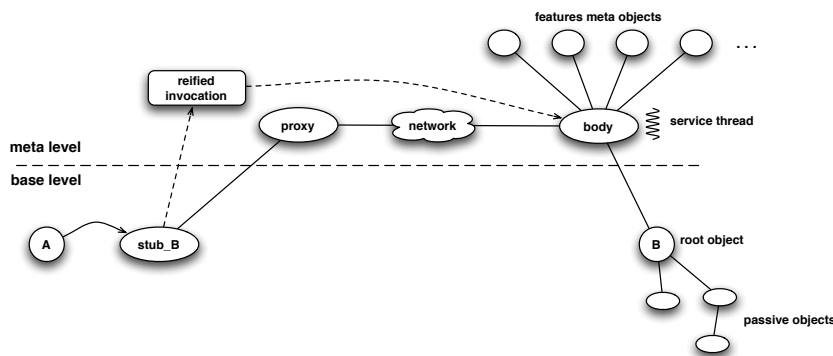 features meta objects
. . .
reified
invocation
proxy
network
body
service thread
meta level
base level
A
stub_B
B
root object
passive objects